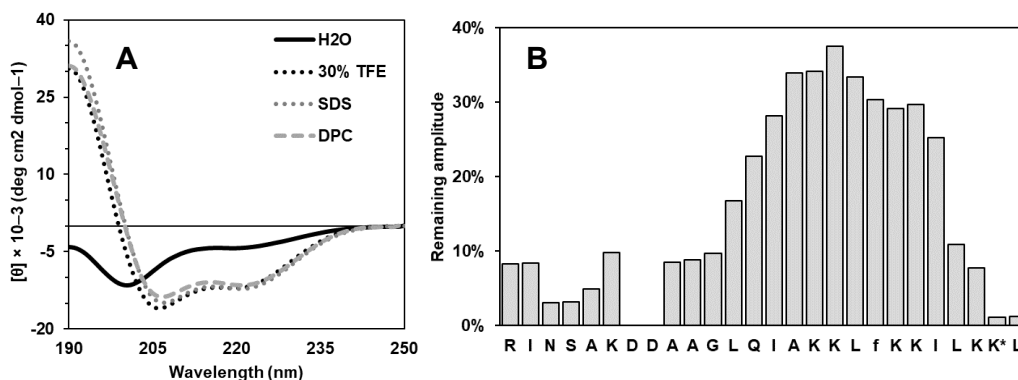 A
[θ] × 10–3 (deg cm2 dmol–1)
40
25
10
-5
-20
190
205
220
235
250
Wavelength (nm)
H2O
30% TFE
SDS
DPC
B
Remaining amplitude
40%
30%
20%
10%
0%
R I N S A K D D A A G L Q I A K K L f K K I L K K* L